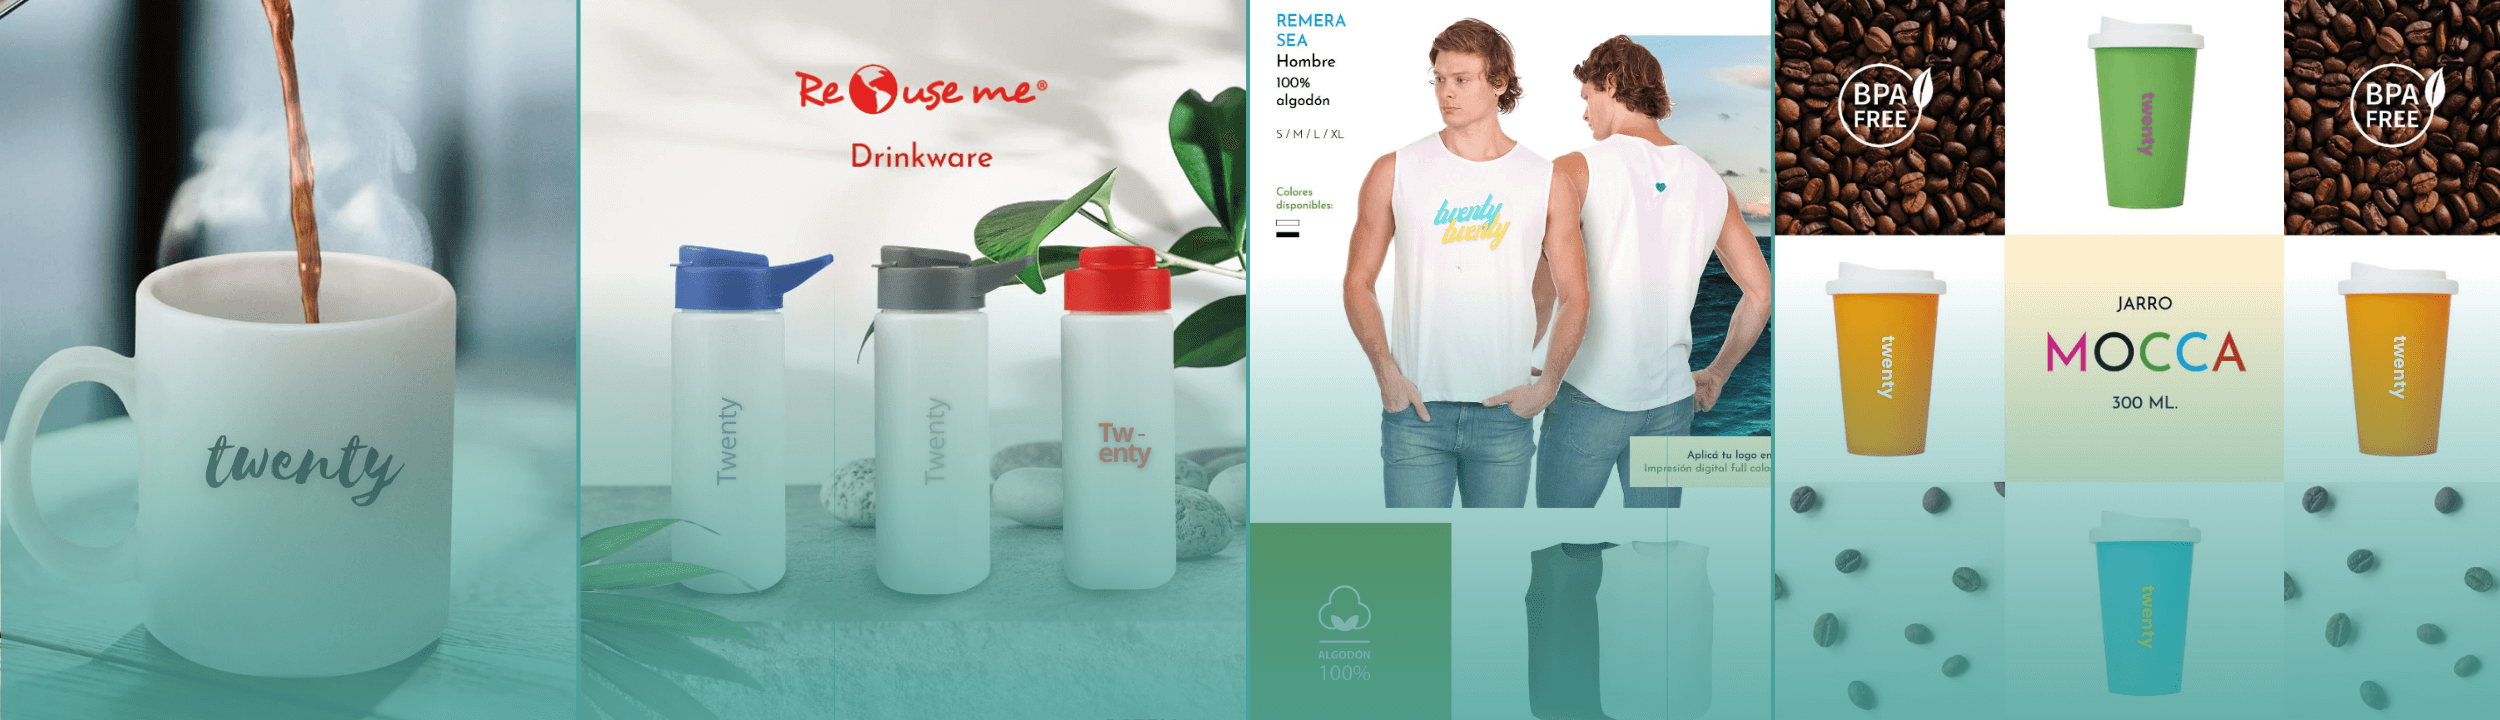 twenty
Re use me®
Drinkware
Twenty
Twenty
Tw-
enty
REMERA
SEA
Hombre
100%
algodón
S / M / L / XL
Colores
disponibles:
twenty
twenty
Aplicá tu logo en
Impresión digital full colo
ALGODÓN
100%
BPA
FREE
twenty
BPA
FREE
twenty
JARRO
MOCCA
300 ML.
twenty
twenty